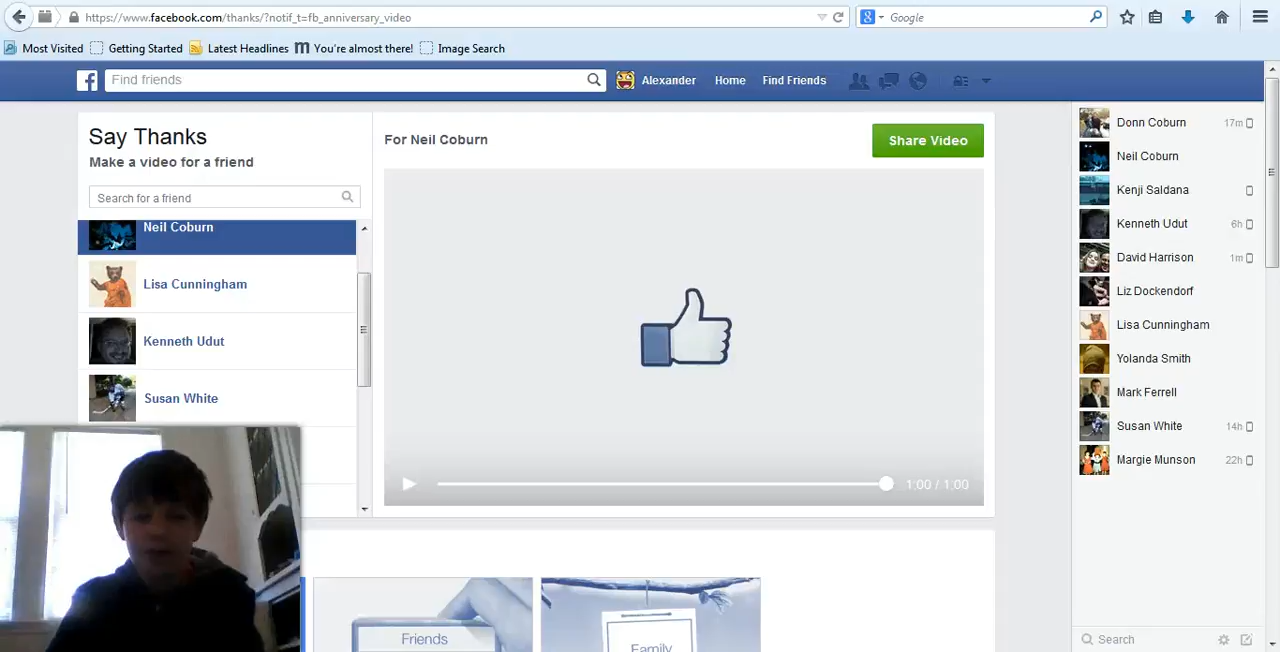 https://www.facebook.com/thanks/?notif_t=fb_anniversary_video
Google
Most Visited
Getting Started
Latest Headlines
You're almost there!
Image Search
Find friends
Alexander
Home
Find Friends
Say Thanks
Make a video for a friend
Search for a friend
Neil Coburn
Lisa Cunningham
Kenneth Udut
Susan White
For Neil Coburn
Share Video
1:00 / 1:00
Friends
Family
Donn Coburn 17m
Neil Coburn
Kenji Saldana
Kenneth Udut 6h
David Harrison 1m
Liz Dockendorf
Lisa Cunningham
Yolanda Smith
Mark Ferrell
Susan White 14h
Margie Munson 22h
Search